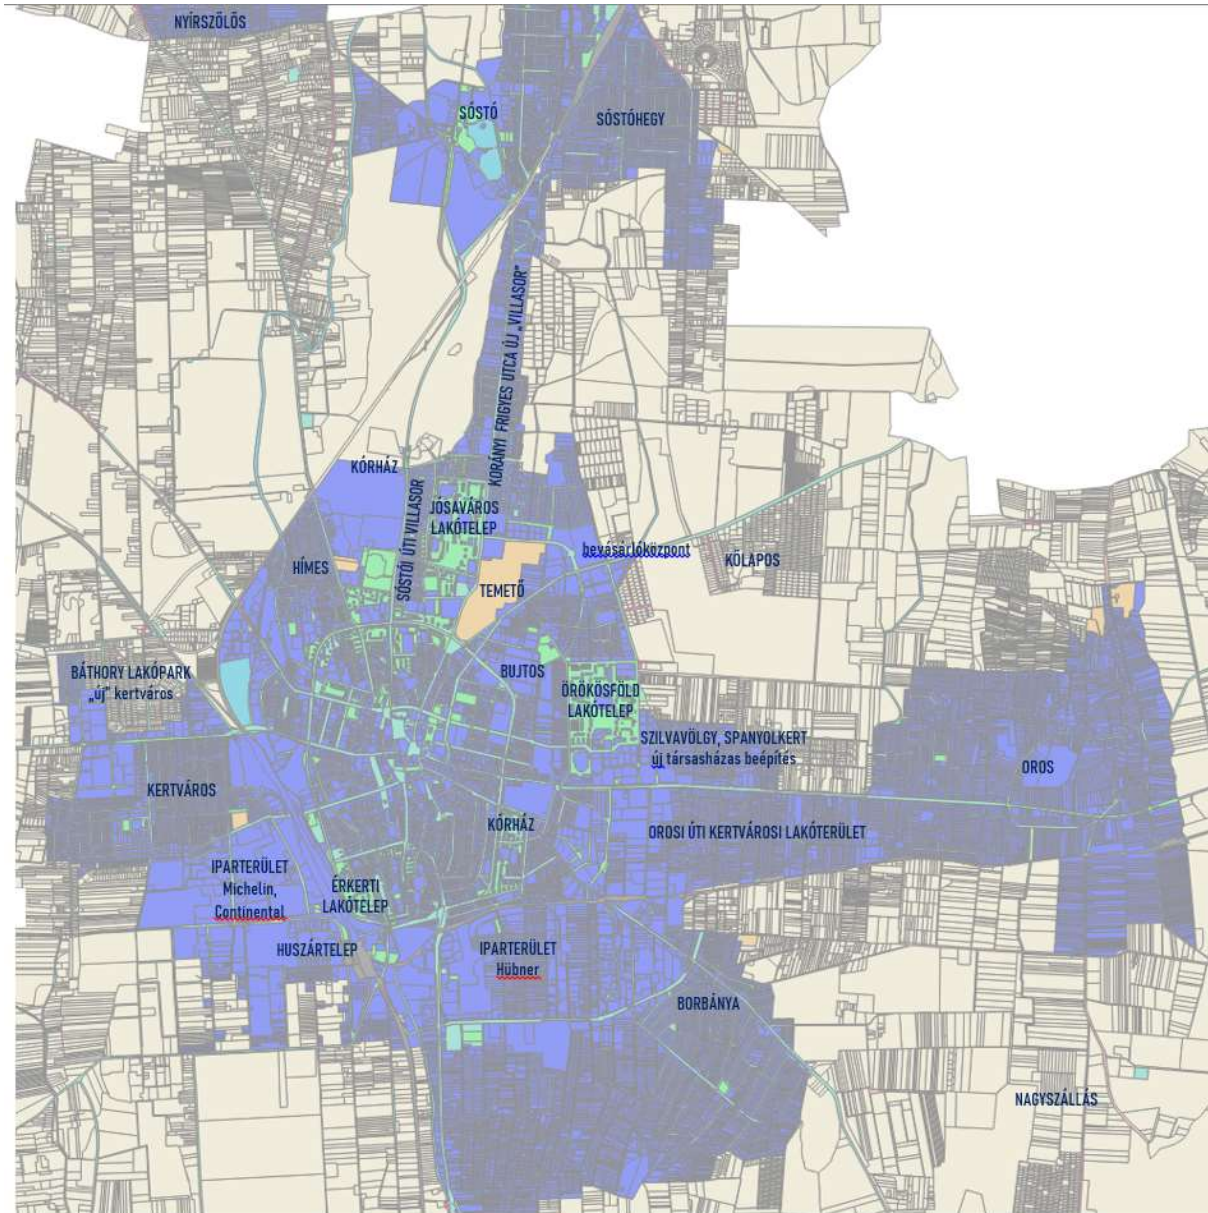 NYÍRSZŐLŐS
SÓSTÓ
SÓSTÓHEGY
KORÁNYI FRIGYES UTCA ÚJ „VILLASOR”
KÓRHÁZ
SÓSTÓI ÚTI VILLASOR
JÓSAVÁROS
LAKÓTELEP
bevásárlóközpont
KŐLAPOS
HÍMES
TEMETŐ
BÁTHORY LAKÓPARK
„új” kertváros
BUJTOS
ÖRÖKÖSFÖLD
LAKÓTELEP
SZILVAVÖLGY, SPANYOLKERT
új társasházas beépítés
OROS
KERTVÁROS
KÓRHÁZ
OROSI ÚTI KERTVÁROSI LAKÓTERÜLET
IPARTERÜLET
Michelin,
Continental
ÉRKERTI
LAKÓTELEP
HUSZÁRTELEP
IPARTERÜLET
Hübner
BORBÁNYA
NAGYSZÁLLÁS